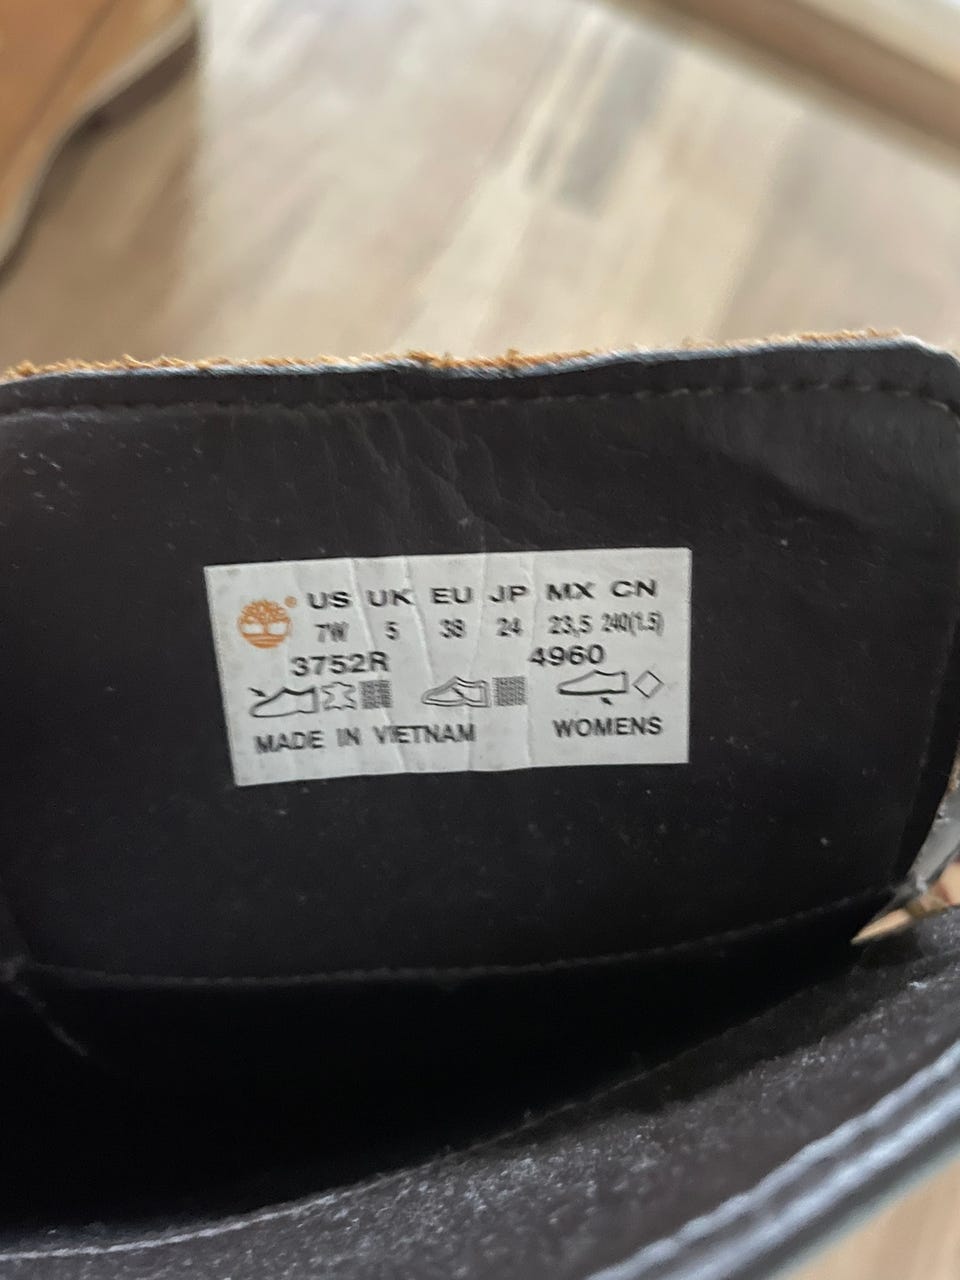 ® US UK EU JP MX CN
7W 5 38 24 23,5 240(1.5)
3752R 4960
MADE IN VIETNAM WOMENS